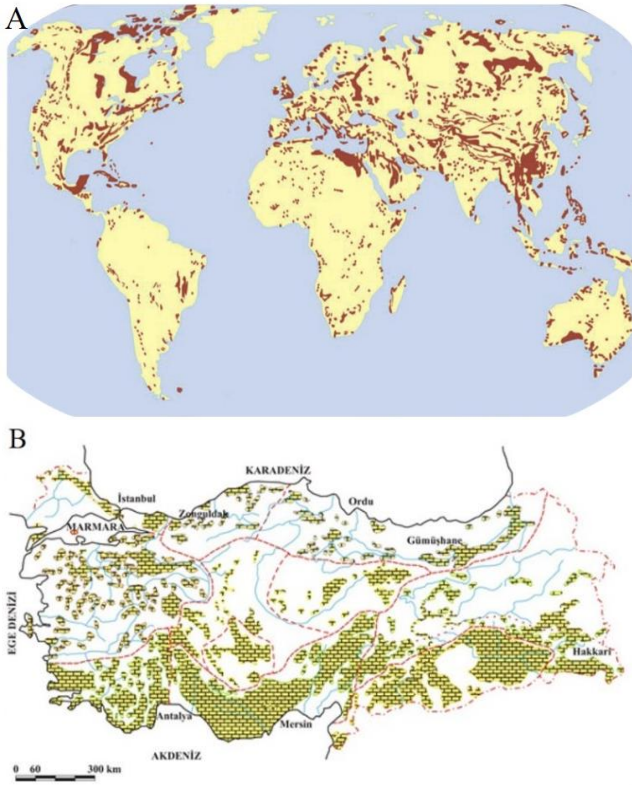 A
B
KARADENİZ
İstanbul
Zonguldak
Ordu
MARMARA
Gümüşhane
EGE DENİZİ
Hakkari
Antalya
Mersin
AKDENİZ
0 60 300 km